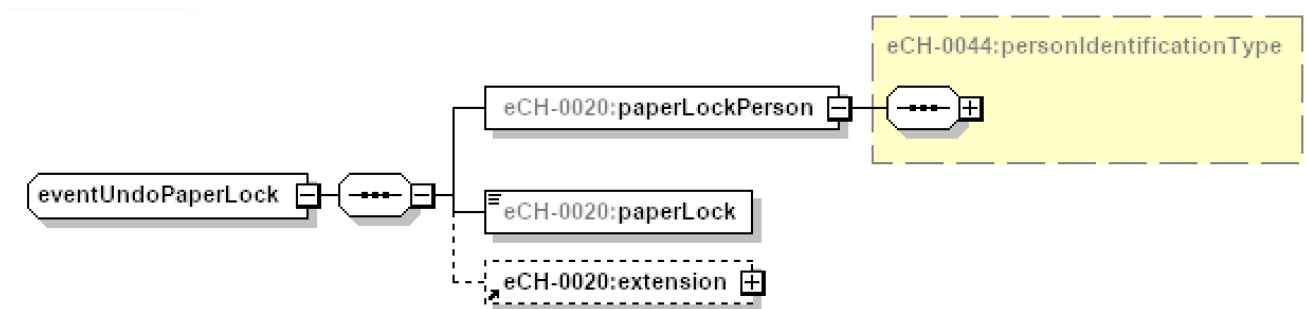 eCH-0044:personIdentificationType
eCH-0020:paperLockPerson
eventUndoPaperLock
eCH-0020:paperLock
eCH-0020:extension